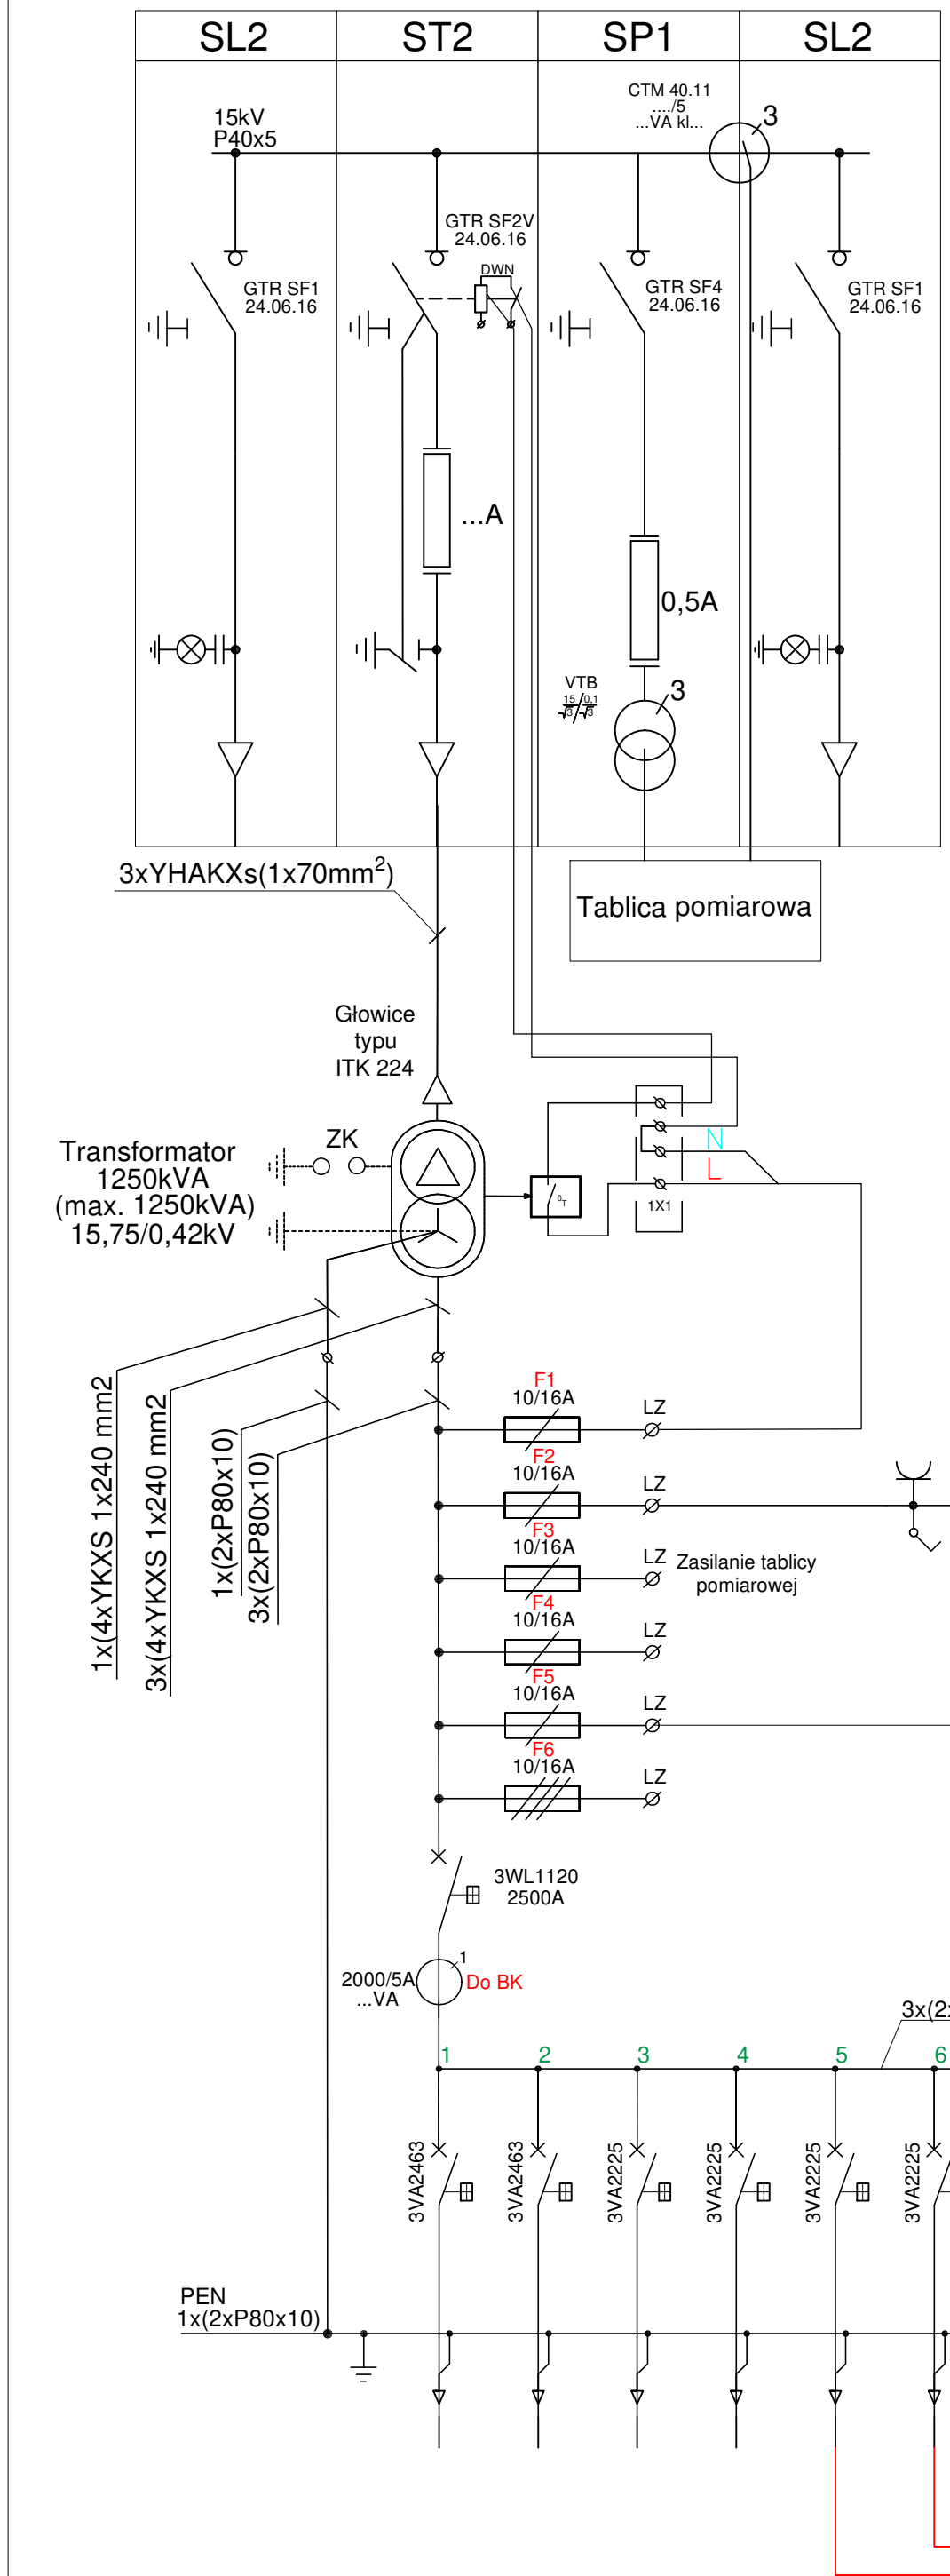 SL2
ST2
SP1
SL2
15kV
P40x5
CTM 40.11
..../5
...VA kl...
3
GTR SF1
24.06.16
GTR SF2V
24.06.16
DWN
GTR SF4
24.06.16
GTR SF1
24.06.16
...A
0,5A
VTB
15/√3/0,1/√3
3
3xYHAKXs(1x70mm²)
Tablica pomiarowa
Głowice
typu
ITK 224
Transformator
1250kVA
(max. 1250kVA)
15,75/0,42kV
ZK
N
L
1X1
1x(4xYKXS 1x240 mm2
3x(4xYKXS 1x240 mm2
1x(2xP80x10)
3x(2xP80x10)
F1
10/16A
LZ
F2
10/16A
LZ
F3
10/16A
LZ
Zasilanie tablicy
pomiarowej
F4
10/16A
LZ
F5
10/16A
LZ
F6
10/16A
LZ
3WL1120
2500A
2000/5A
...VA
1
Do BK
3x(2x
1
2
3
4
5
6
3VA2463
3VA2463
3VA2225
3VA2225
3VA2225
3VA2225
PEN
1x(2xP80x10)